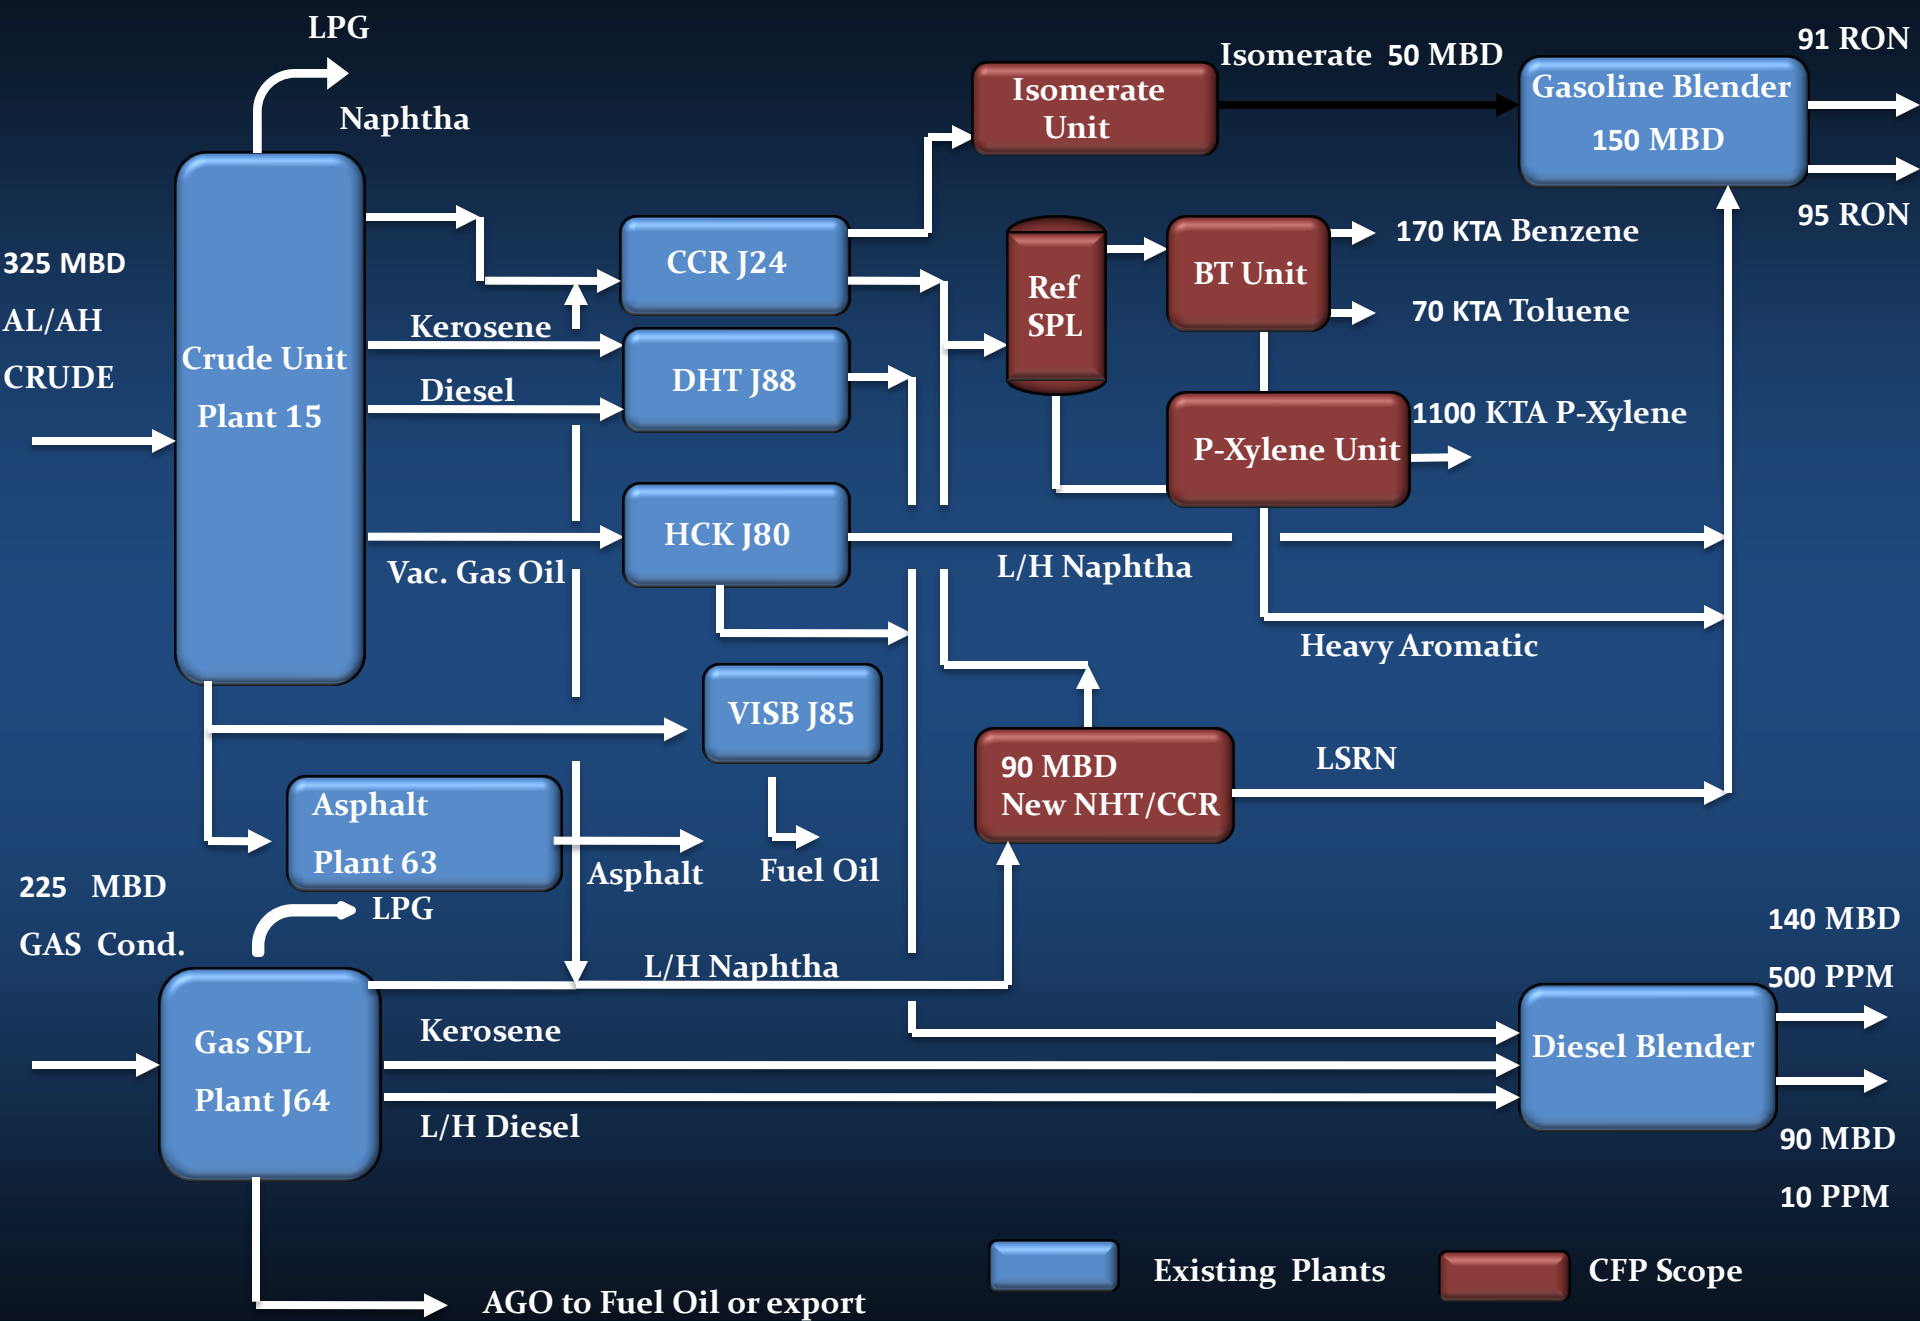 LPG
Naphtha
Isomerate 50 MBD
91 RON
Isomerate
Unit
Gasoline Blender
150 MBD
95 RON
325 MBD
AL/AH
CRUDE
Crude Unit
Plant 15
CCR J24
Kerosene
DHT J88
Diesel
Ref
SPL
BT Unit
170 KTA Benzene
70 KTA Toluene
P-Xylene Unit
1100 KTA P-Xylene
HCK J80
Vac. Gas Oil
L/H Naphtha
Heavy Aromatic
VISB J85
90 MBD
New NHT/CCR
LSRN
Asphalt
Plant 63
Asphalt
Fuel Oil
225 MBD
GAS Cond.
LPG
L/H Naphtha
Gas SPL
Plant J64
Kerosene
L/H Diesel
140 MBD
500 PPM
Diesel Blender
90 MBD
10 PPM
AGO to Fuel Oil or export
Existing Plants
CFP Scope